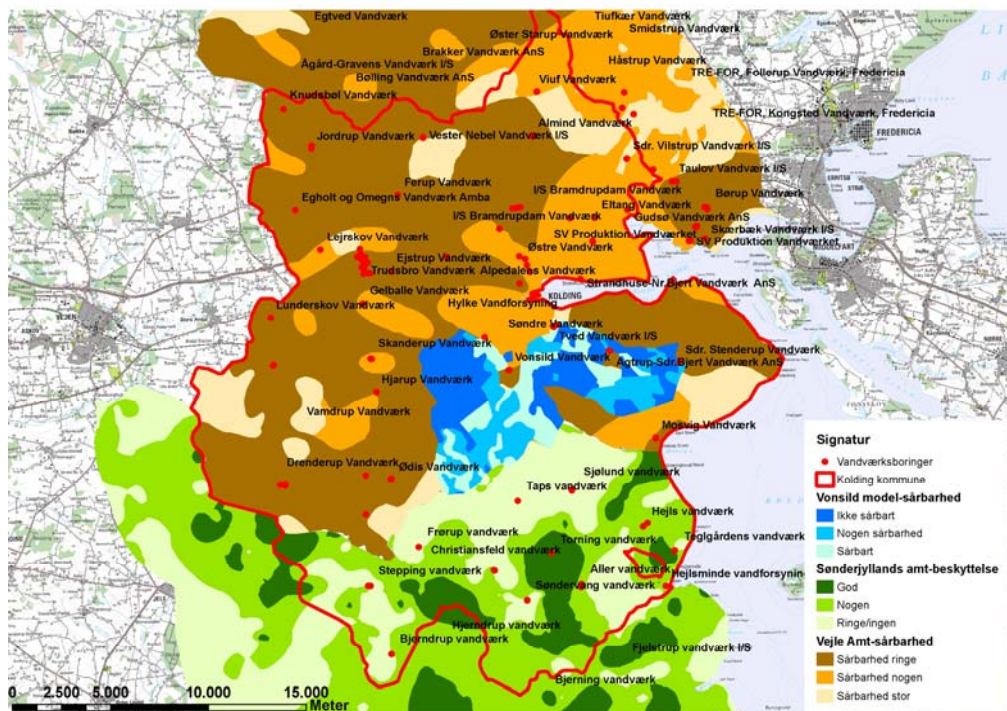 Egtved Vandværk
Tiufkær Vandværk
Smidstrup Vandværk
Øster Starup Vandværk
Brakker Vandværk AnS
Håstrup Vandværk
Ågård-Gravens Vandværk I/S
TRE-FOR, Follerup Vandværk, Fredericia
Bølling Vandværk AnS
Viuf Vandværk
Knudsbøl Vandværk
TRE-FOR, Kongsted Vandværk, Fredericia
Almind Vandværk
FREDERICIA
Jordrup Vandværk
Vester Nebel Vandværk I/S
Sdr. Vilstrup Vandværk I/S
Taulov Vandværk I/S
Ferup Vandværk
I/S Bramdrupdam Vandværk
Børup Vandværk
Egholt og Omegns Vandværk Amba
Eltang Vandværk
I/S Bramdrupdam Vandværk
Gudsø Vandværk AnS
Skærbæk Vandværk I/S
Lejrskov Vandværk
SV Produktion Vandværket
SV Produktion Vandværket
Østre Vandværk
MIDDELFART
Ejstrup Vandværk
Trudsbro Vandværk
Alpedalens Vandværk
Strandhuse-Nr.Bjert Vandværk AnS
Gelballe Vandværk
KOLDING
Lunderskov Vandværk
Hylke Vandforsyning
VEJEN
Søndre Vandværk
Tved Vandværk I/S
Skanderup Vandværk
Sdr. Stenderup Vandværk
Vonsild Vandværk
Agtrup-Sdr.Bjert Vandværk AnS
Hjarup Vandværk
Vamdrup Vandværk
Mosvig Vandværk
Drenderup Vandværk
Ødis Vandværk
Sjølund vandværk
Taps vandværk
Hejls vandværk
Frørup vandværk
Torning vandværk
Teglgårdens vandværk
Christiansfeld vandværk
Aller vandværk
Stepping vandværk
Hejlsminde vandforsyning
Søndervang vandværk
Hjerndrup vandværk
Bjerndrup vandværk
Fjelstrup vandværk I/S
Bjerning vandværk
0 2.500 5.000 10.000 15.000
Meter
Signatur
Vandværksboringer
Kolding kommune
Vonsild model-sårbarhed
Ikke sårbart
Nogen sårbarhed
Sårbart
Sønderjyllands amt-beskyttelse
God
Nogen
Ringe/ingen
Vejle Amt-sårbarhed
Sårbarhed ringe
Sårbarhed nogen
Sårbarhed stor